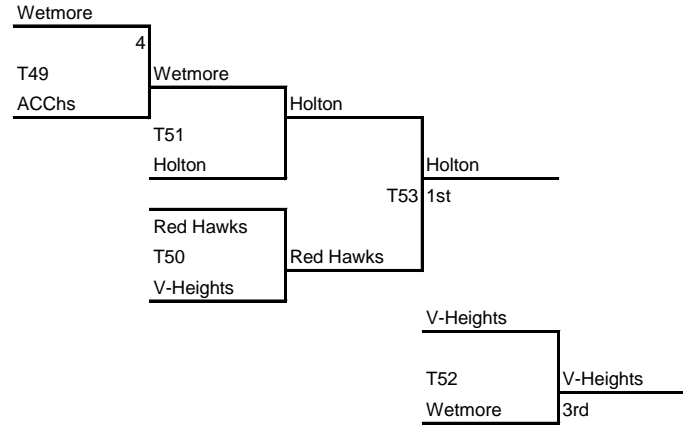 Wetmore
4
T49
Wetmore
ACChs
Holton
T51
Holton
Holton
T53
1st
Red Hawks
T50
Red Hawks
V-Heights
V-Heights
T52
V-Heights
Wetmore
3rd